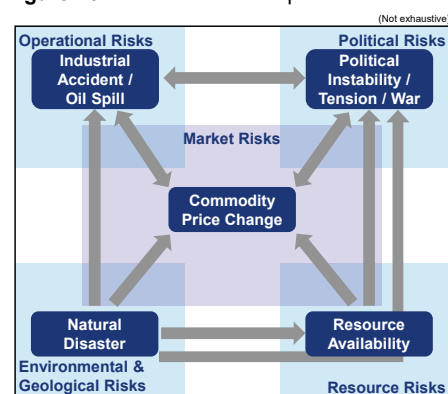 (Not exhaustive)
Operational Risks
Political Risks
Industrial
Accident /
Oil Spill
Political
Instability /
Tension / War
Market Risks
Commodity
Price Change
Natural
Disaster
Resource
Availability
Environmental &
Geological Risks
Resource Risks